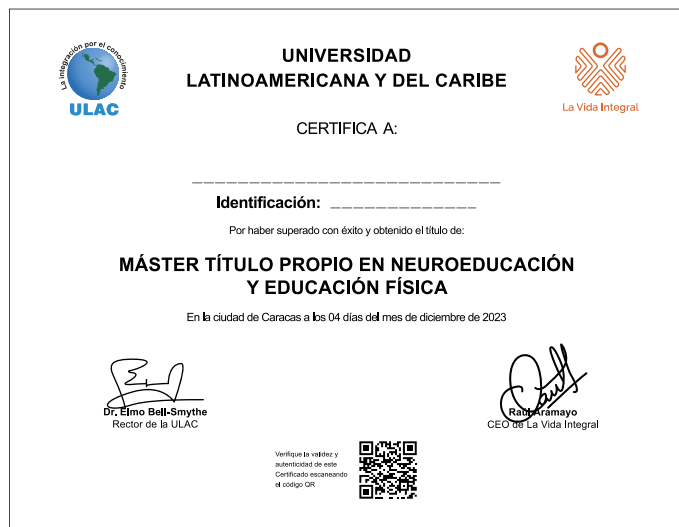 La integración por el conocimiento
ULAC
UNIVERSIDAD
LATINOAMERICANA Y DEL CARIBE
La Vida Integral
CERTIFICA A:
Identificación:
Por haber superado con éxito y obtenido el título de:
MÁSTER TÍTULO PROPIO EN NEUROEDUCACIÓN
Y EDUCACIÓN FÍSICA
En la ciudad de Caracas a los 04 días del mes de diciembre de 2023
Dr. Elmo Bell-Smythe
Rector de la ULAC
Raúl Aramayo
CEO de La Vida Integral
Verifique la validez y
autenticidad de este
Certificado escaneando
el código QR